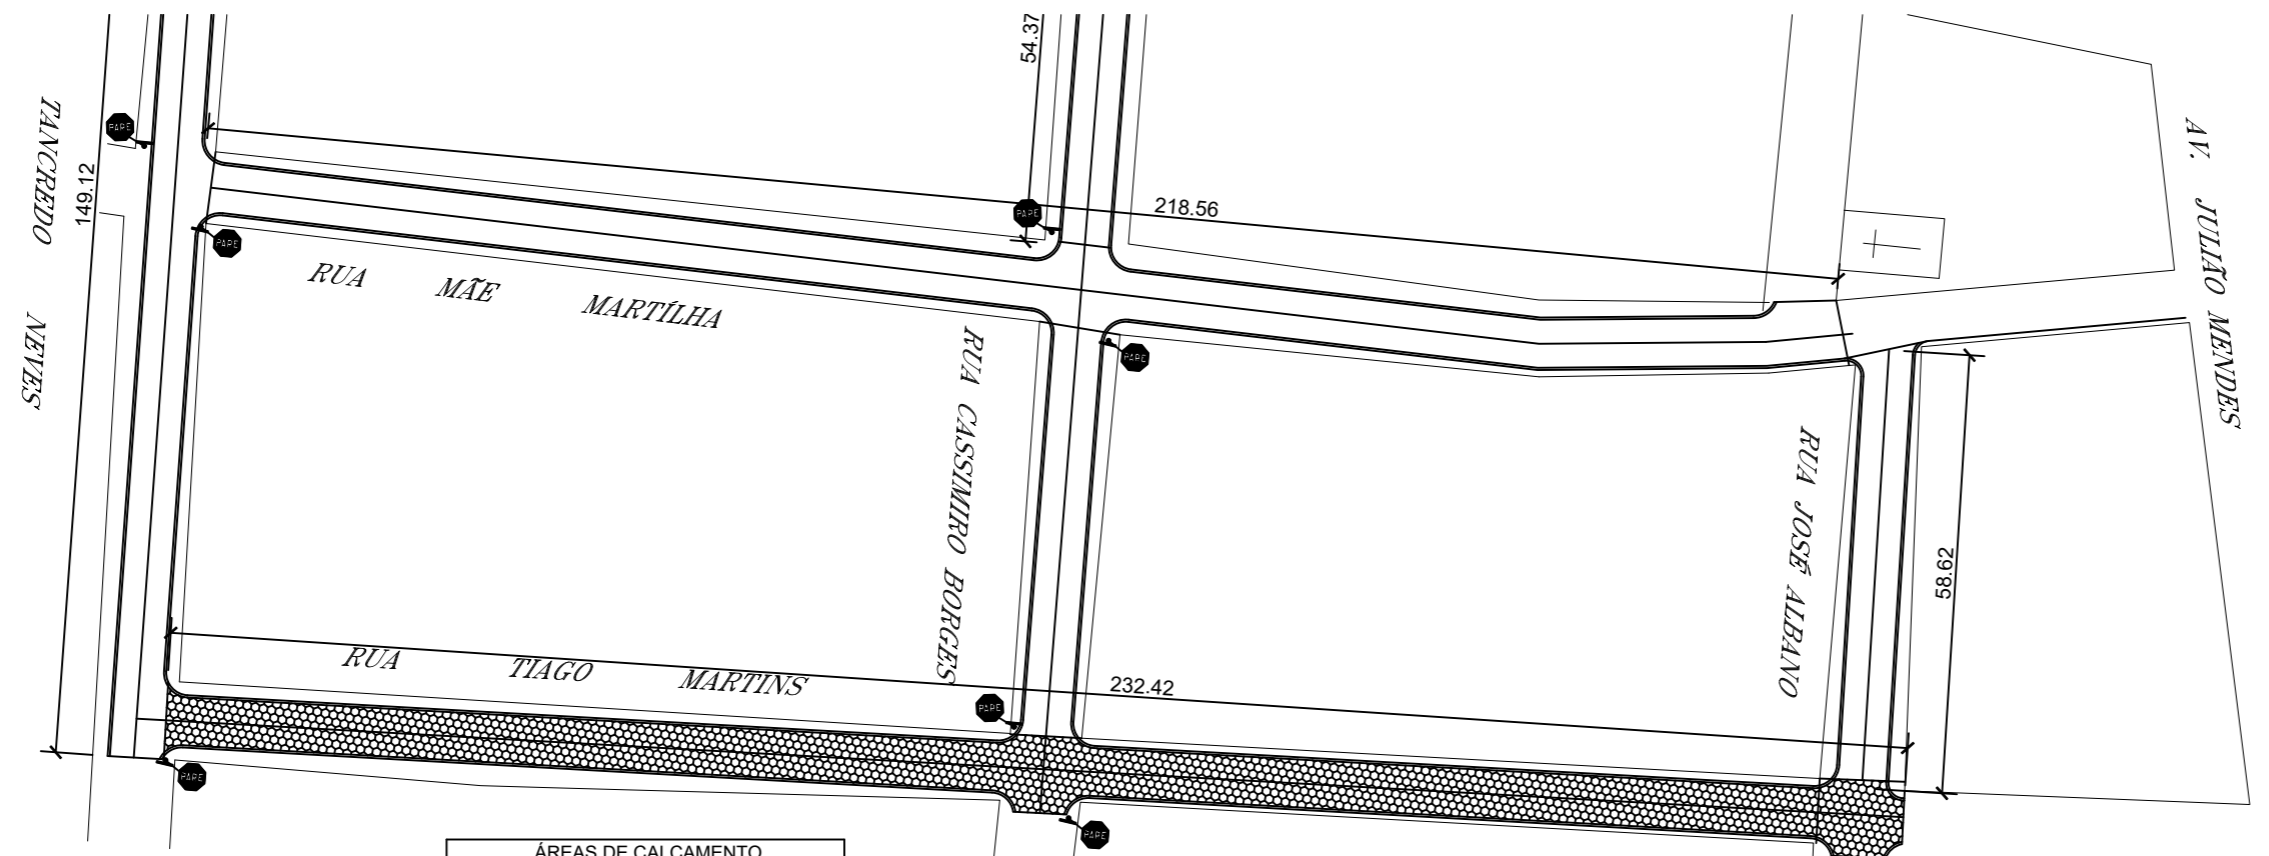 54.37
TANCREDO NEVES
149.12
PARE
PARE
PARE
218.56
AV. JULIÃO MENDES
RUA MÃE MARTÍLHA
PARE
RUA CASSIMIRO BORGES
RUA JOSÉ ALBANO
58.62
RUA TIAGO MARTINS
232.42
PARE
PARE
PARE
ÁREAS DE CALÇAMENTO